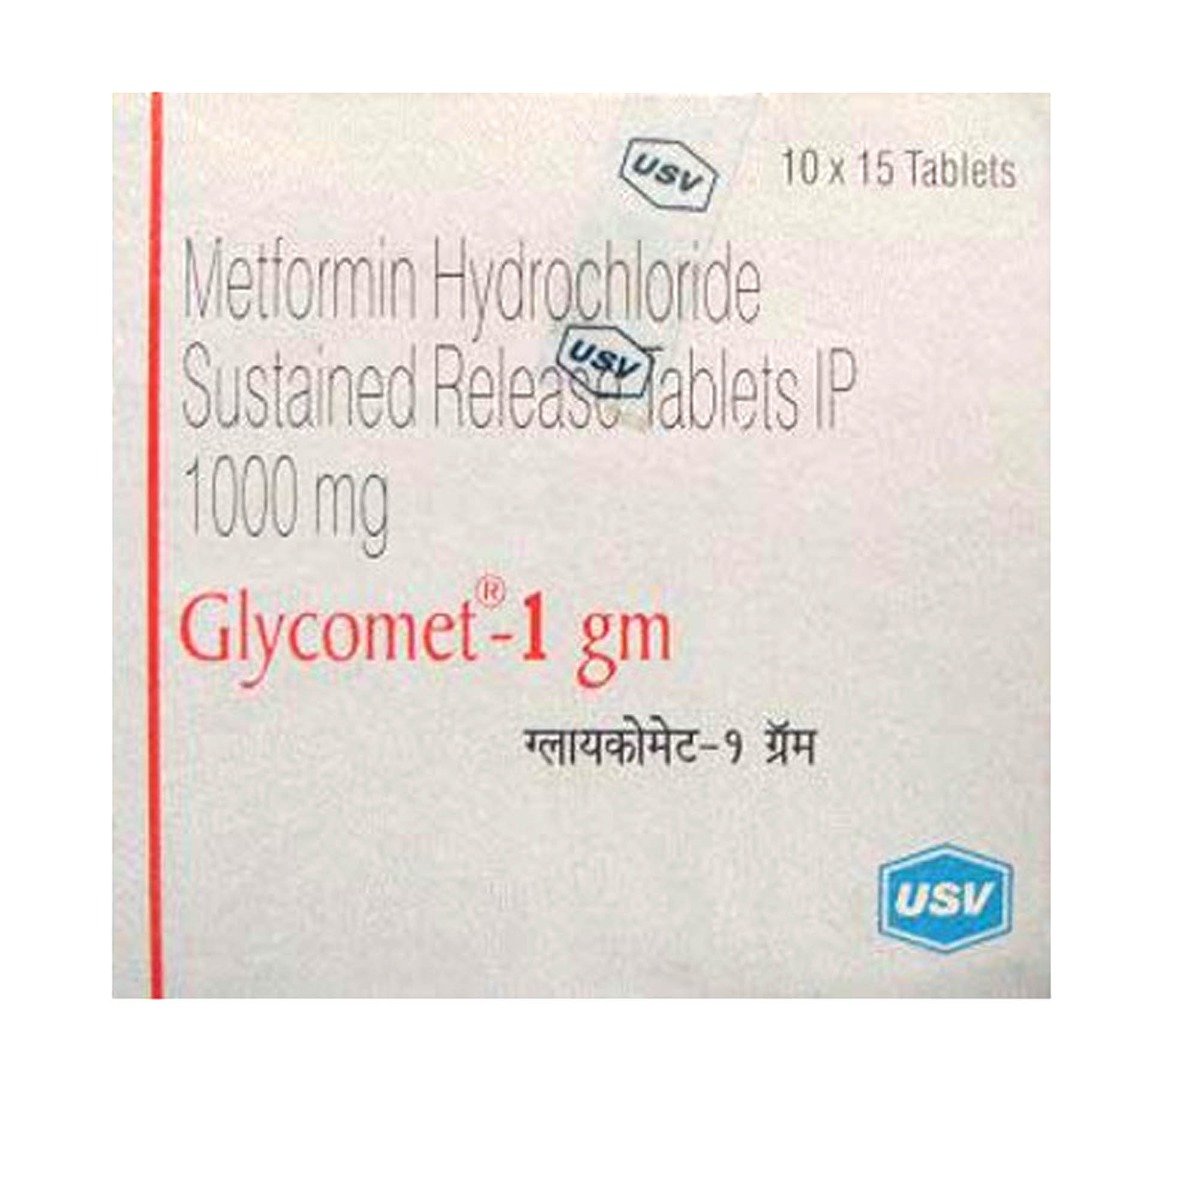 USV
10 x 15 Tablets
Metformin Hydrochloride
USV
Sustained Release Tablets IP
1000 mg
Glycomet®-1 gm
ग्लायकोमेट-१ ग्रॅम
USV